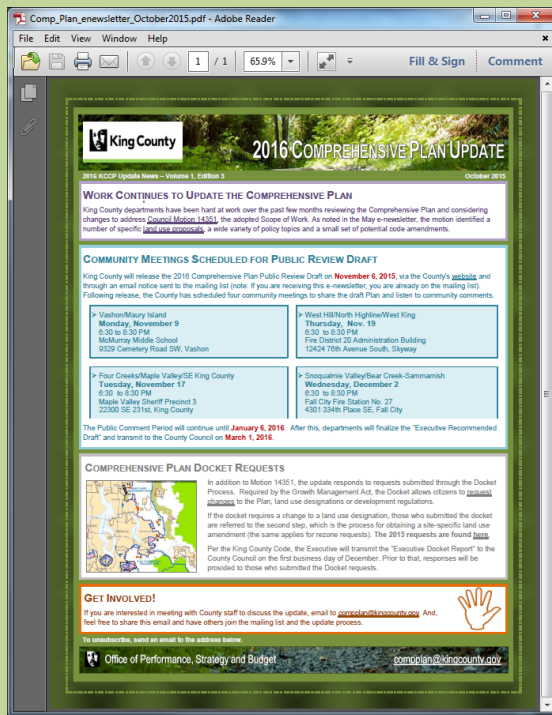 Comp_Plan_enewsletter_October2015.pdf - Adobe Reader
File Edit View Window Help
1 / 1 65.9% Fill & Sign Comment
King County
2016 COMPREHENSIVE PLAN UPDATE
2016 KCCP Update News – Volume 1, Edition 3 October 2015
WORK CONTINUES TO UPDATE THE COMPREHENSIVE PLAN
King County departments have been hard at work over the past few months reviewing the Comprehensive Plan and considering
changes to address Council Motion 14351, the adopted Scope of Work. As noted in the May e-newsletter, the motion identified a
number of specific land use proposals, a wide variety of policy topics and a small set of potential code amendments.
COMMUNITY MEETINGS SCHEDULED FOR PUBLIC REVIEW DRAFT
King County will release the 2016 Comprehensive Plan Public Review Draft on November 6, 2015, via the County's website and
through an email notice sent to the mailing list (note: If you are receiving this e-newsletter, you are already on the mailing list).
Following release, the County has scheduled four community meetings to share the draft Plan and listen to community comments.
Vashon/Maury Island
Monday, November 9
6:30 to 8:30 PM
McMurray Middle School
9329 Cemetery Road SW, Vashon
West Hill/North Highline/West King
Thursday, Nov. 19
6:30 to 8:30 PM
Fire District 20 Administration Building
12424 76th Avenue South, Skyway
Four Creeks/Maple Valley/SE King County
Tuesday, November 17
6:30 to 8:30 PM
Maple Valley Sheriff Precinct 3
22300 SE 231st, King County
Snoqualmie Valley/Bear Creek-Sammamish
Wednesday, December 2
6:30 to 8:30 PM
Fall City Fire Station No. 27
4301 334th Place SE, Fall City
The Public Comment Period will continue until January 6, 2016. After this, departments will finalize the "Executive Recommended
Draft" and transmit to the County Council on March 1, 2016.
COMPREHENSIVE PLAN DOCKET REQUESTS
In addition to Motion 14351, the update responds to requests submitted through the Docket
Process. Required by the Growth Management Act, the Docket allows citizens to request
changes to the Plan, land use designations or development regulations.
If the docket requires a change to a land use designation, those who submitted the docket
are referred to the second step, which is the process for obtaining a site-specific land use
amendment (the same applies for rezone requests). The 2015 requests are found here.
Per the King County Code, the Executive will transmit the "Executive Docket Report" to the
County Council on the first business day of December. Prior to that, responses will be
provided to those who submitted the Docket requests.
GET INVOLVED!
If you are interested in meeting with County staff to discuss the update, email to compplan@kingcounty.gov. And,
feel free to share this email and have others join the mailing list and the update process.
To unsubscribe, send an email to the address below.
Office of Performance, Strategy and Budget compplan@kingcounty.gov